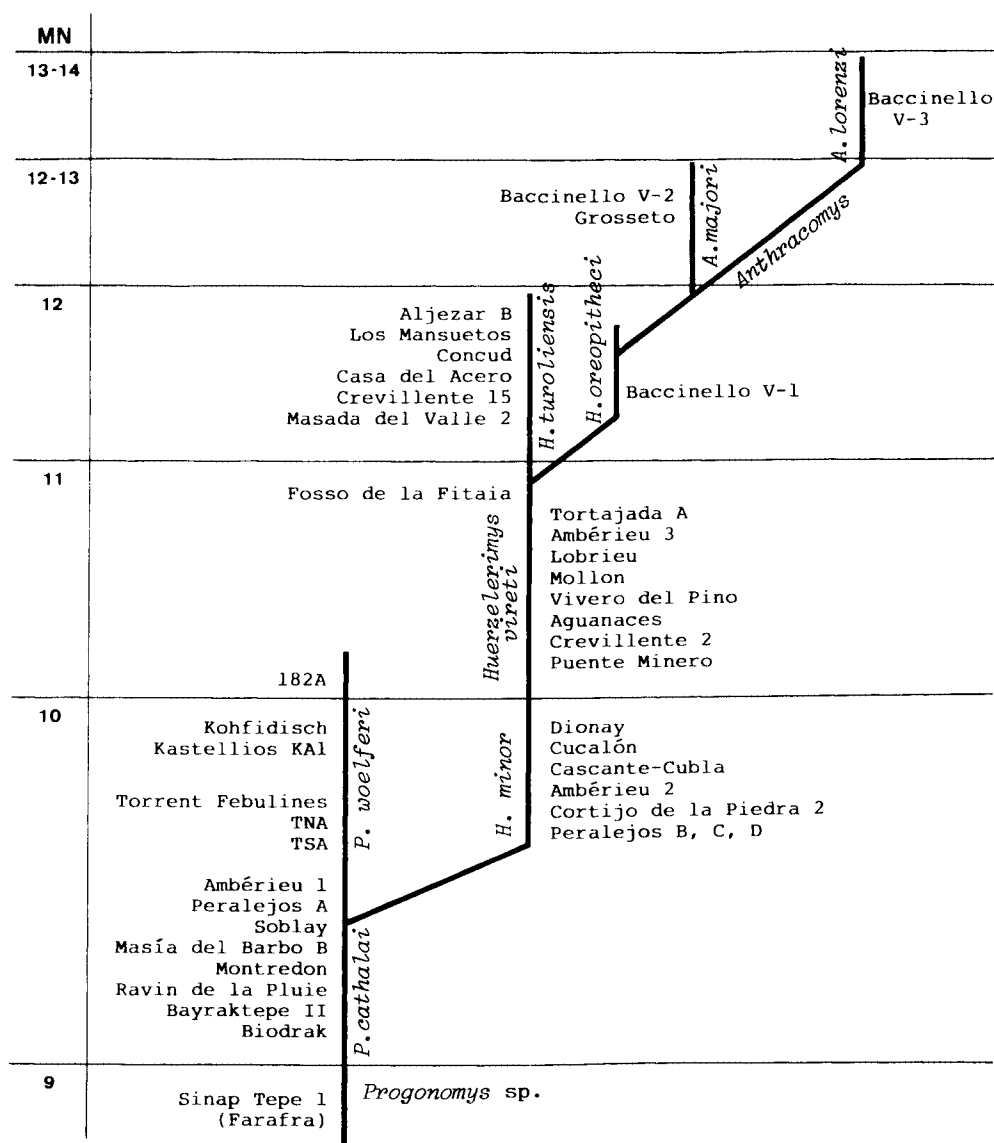 MN
13-14
A.lorenzi
Baccinello
V-3
12-13
Baccinello V-2
Grosseto
A.majori
Anthracomys
12
Aljezar B
Los Mansuetos
Concud
Casa del Acero
Crevillente 15
Masada del Valle 2
H.turoliensis
H.oreopitheci
Baccinello V-1
11
Fosso de la Fitaia
Huerzelerimys
vireti
Tortajada A
Ambérieu 3
Lobrieu
Mollon
Vivero del Pino
Aguanaces
Crevillente 2
Puente Minero
182A
10
Kohfidisch
Kastellios KA1
Torrent Febulines
TNA
TSA
P. woelferi
H. minor
Dionay
Cucalón
Cascante-Cubla
Ambérieu 2
Cortijo de la Piedra 2
Peralejos B, C, D
Ambérieu 1
Peralejos A
Soblay
Masía del Barbo B
Montredon
Ravin de la Pluie
Bayraktepe II
Biodrak
P.cathalai
9
Sinap Tepe 1
(Farafra)
Progonomys sp.